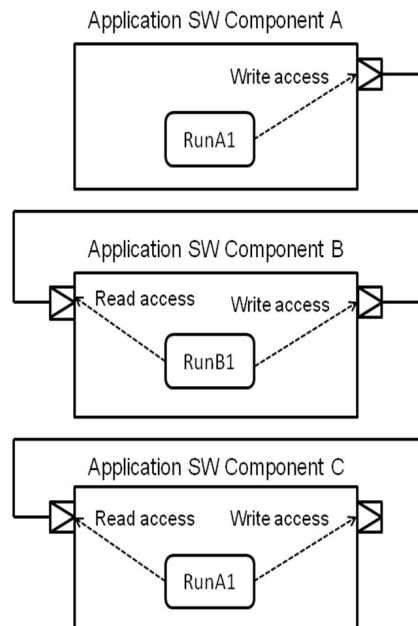 Application SW Component A
Write access
RunA1
Application SW Component B
Read access
Write access
RunB1
Application SW Component C
Read access
Write access
RunA1